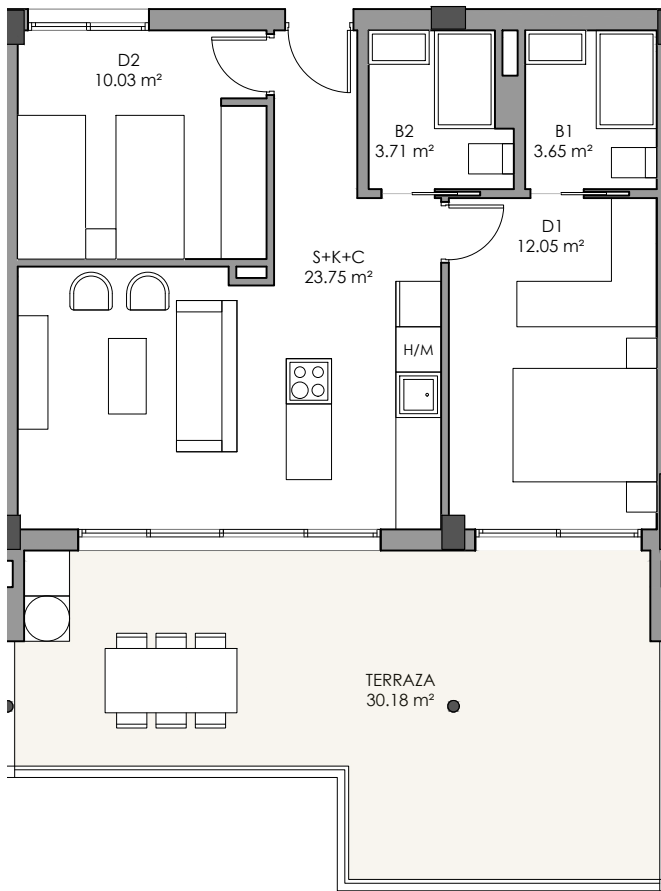 D2
10.03 m²
B2
3.71 m²
B1
3.65 m²
D1
12.05 m²
S+K+C
23.75 m²
H/M
TERRAZA
30.18 m²